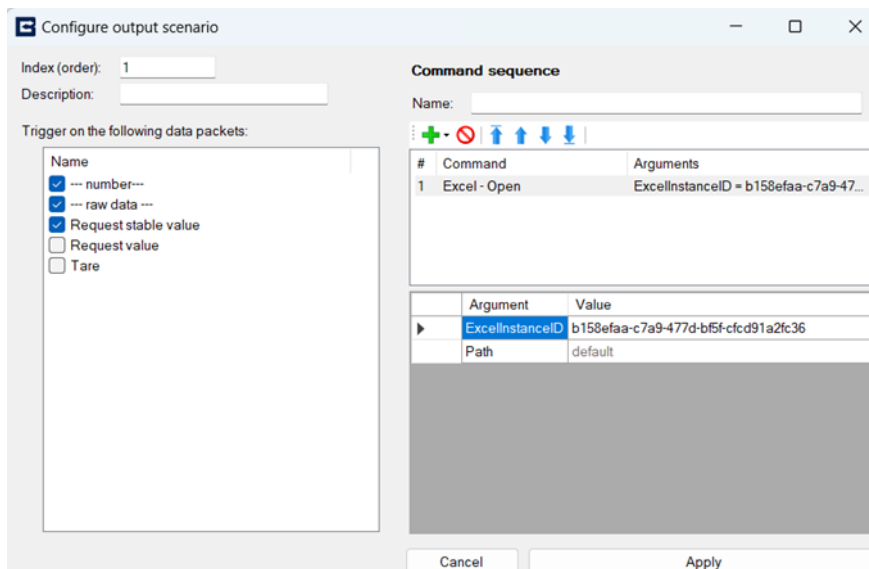 Configure output scenario
Index (order): 1
Description:
Trigger on the following data packets:
Name
--- number---
--- raw data ---
Request stable value
Request value
Tare
Command sequence
Name:
# Command Arguments
1 Excel - Open ExcelInstanceID = b158efaa-c7a9-47...
Argument Value
ExcelInstanceID b158efaa-c7a9-477d-bf5f-cfcd91a2fc36
Path default
Cancel Apply